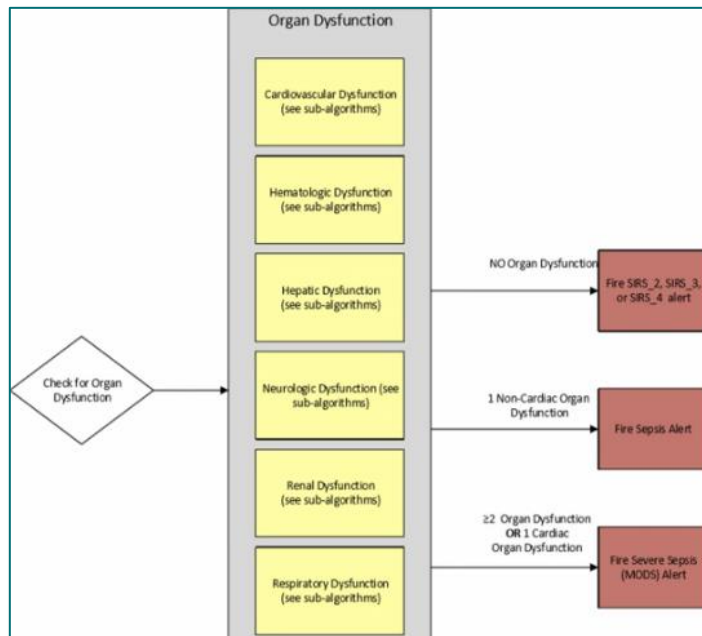 Organ Dysfunction
Cardiovascular Dysfunction
(see sub-algorithms)
Hematologic Dysfunction
(see sub-algorithms)
Hepatic Dysfunction
(see sub-algorithms)
Neurologic Dysfunction (see
sub-algorithms)
Renal Dysfunction
(see sub-algorithms)
Respiratory Dysfunction
(see sub-algorithms)
Check for Organ
Dysfunction
NO Organ Dysfunction
Fire SIRS_2, SIRS_3,
or SIRS_4 alert
1 Non-Cardiac Organ
Dysfunction
Fire Sepsis Alert
≥2 Organ Dysfunction
OR 1 Cardiac
Organ Dysfunction
Fire Severe Sepsis
(MODS) Alert